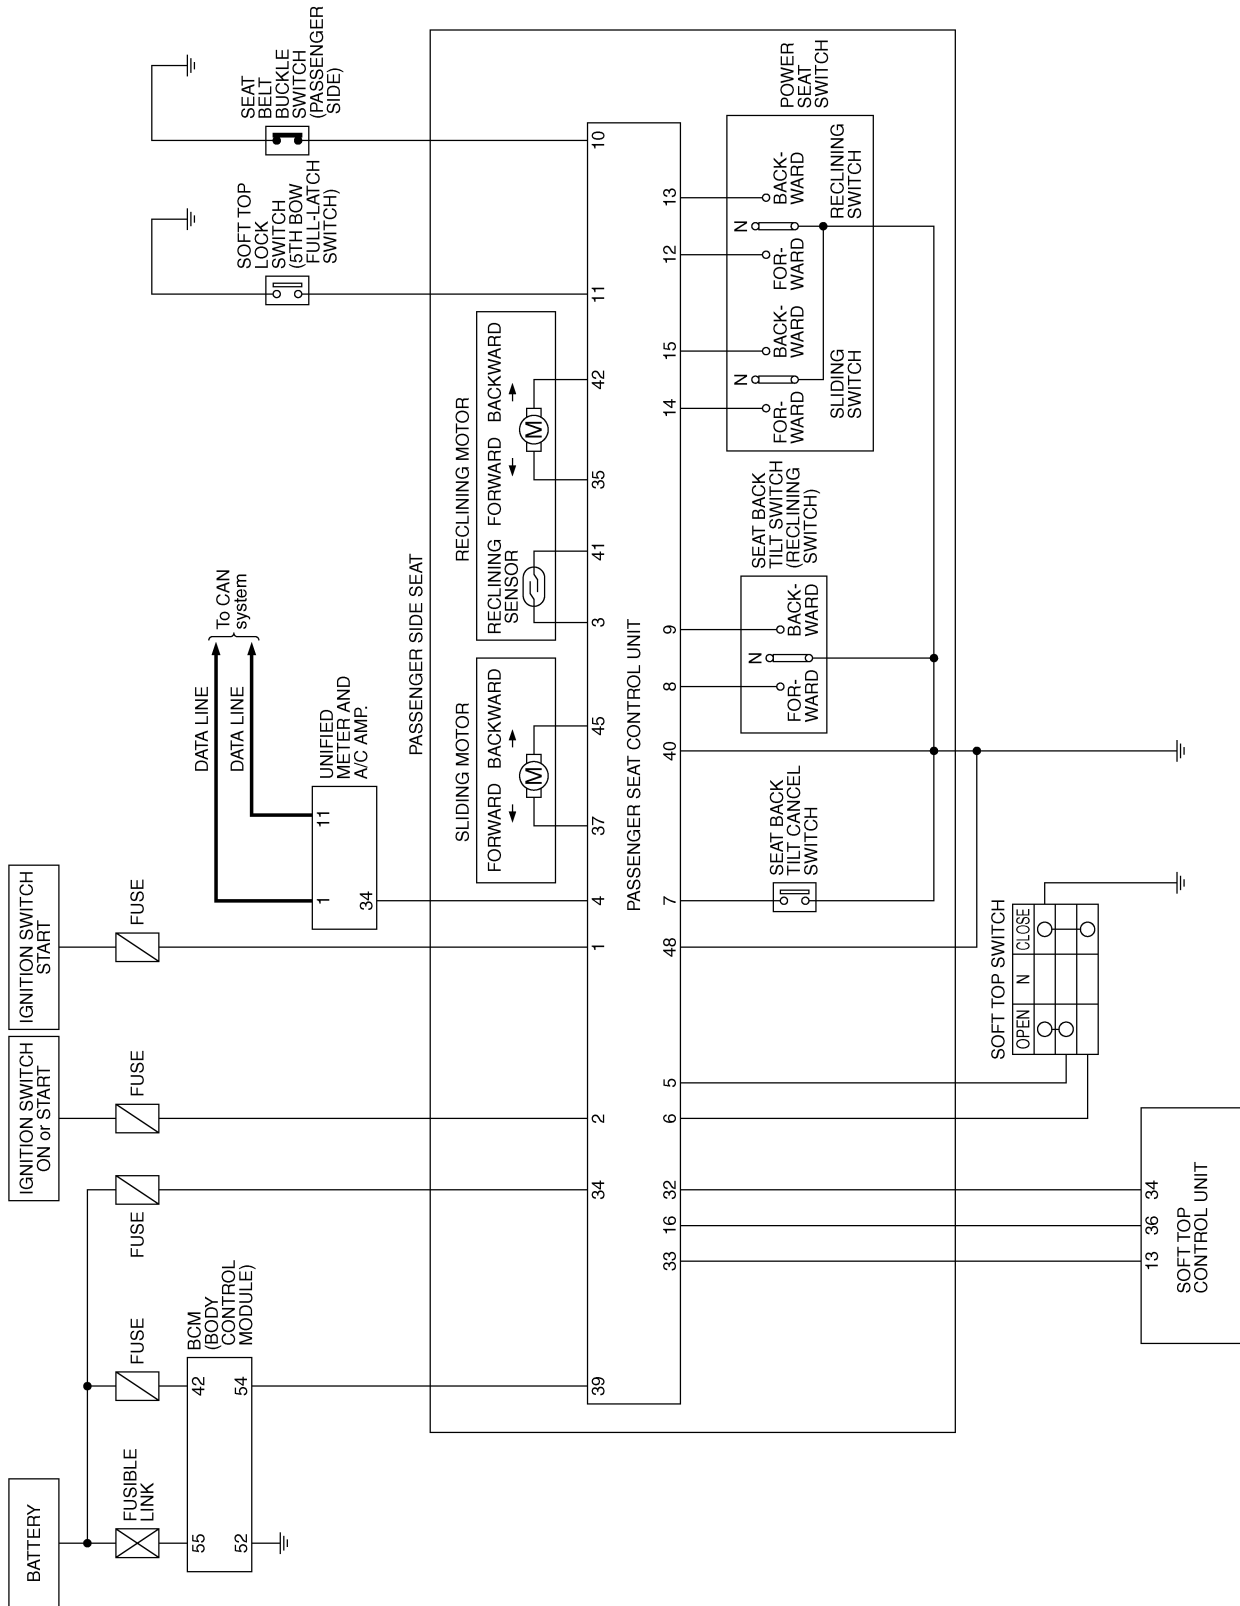 BATTERY
IGNITION SWITCH
ON or START
IGNITION SWITCH
START
FUSIBLE
LINK
FUSE
FUSE
FUSE
FUSE
55
42
52
54
BCM
(BODY
CONTROL
MODULE)
DATA LINE
DATA LINE
To CAN
system
1
11
34
UNIFIED
METER AND
A/C AMP.
SOFT TOP
LOCK
SWITCH
(5TH BOW
FULL-LATCH
SWITCH)
SEAT
BELT
BUCKLE
SWITCH
(PASSENGER
SIDE)
PASSENGER SIDE SEAT
SLIDING MOTOR
FORWARD BACKWARD
M
RECLINING MOTOR
RECLINING
SENSOR
FORWARD BACKWARD
M
39
34
2
1
4
37
45
3
41
35
42
11
10
PASSENGER SEAT CONTROL UNIT
33
16
32
6
5
48
7
40
8
9
14
15
12
13
SEAT BACK
TILT CANCEL
SWITCH
SEAT BACK
TILT SWITCH
(RECLINING
SWITCH)
N
FOR-
WARD
BACK-
WARD
POWER
SEAT
SWITCH
N
FOR-
WARD
BACK-
WARD
SLIDING
SWITCH
N
FOR-
WARD
BACK-
WARD
RECLINING
SWITCH
SOFT TOP SWITCH
OPEN N CLOSE
13
36
34
SOFT TOP
CONTROL UNIT